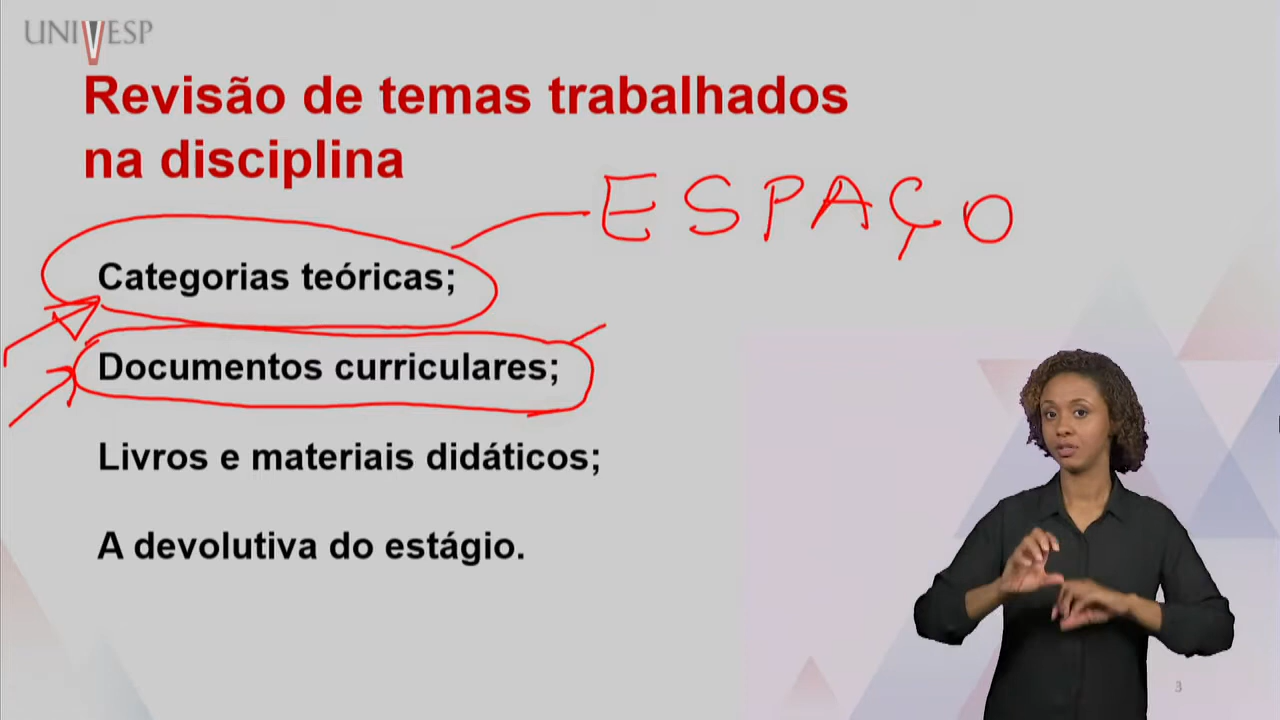 UNIVESP
Revisão de temas trabalhados
na disciplina
ESPAÇO
Categorias teóricas;
Documentos curriculares;
Livros e materiais didáticos;
A devolutiva do estágio.
3